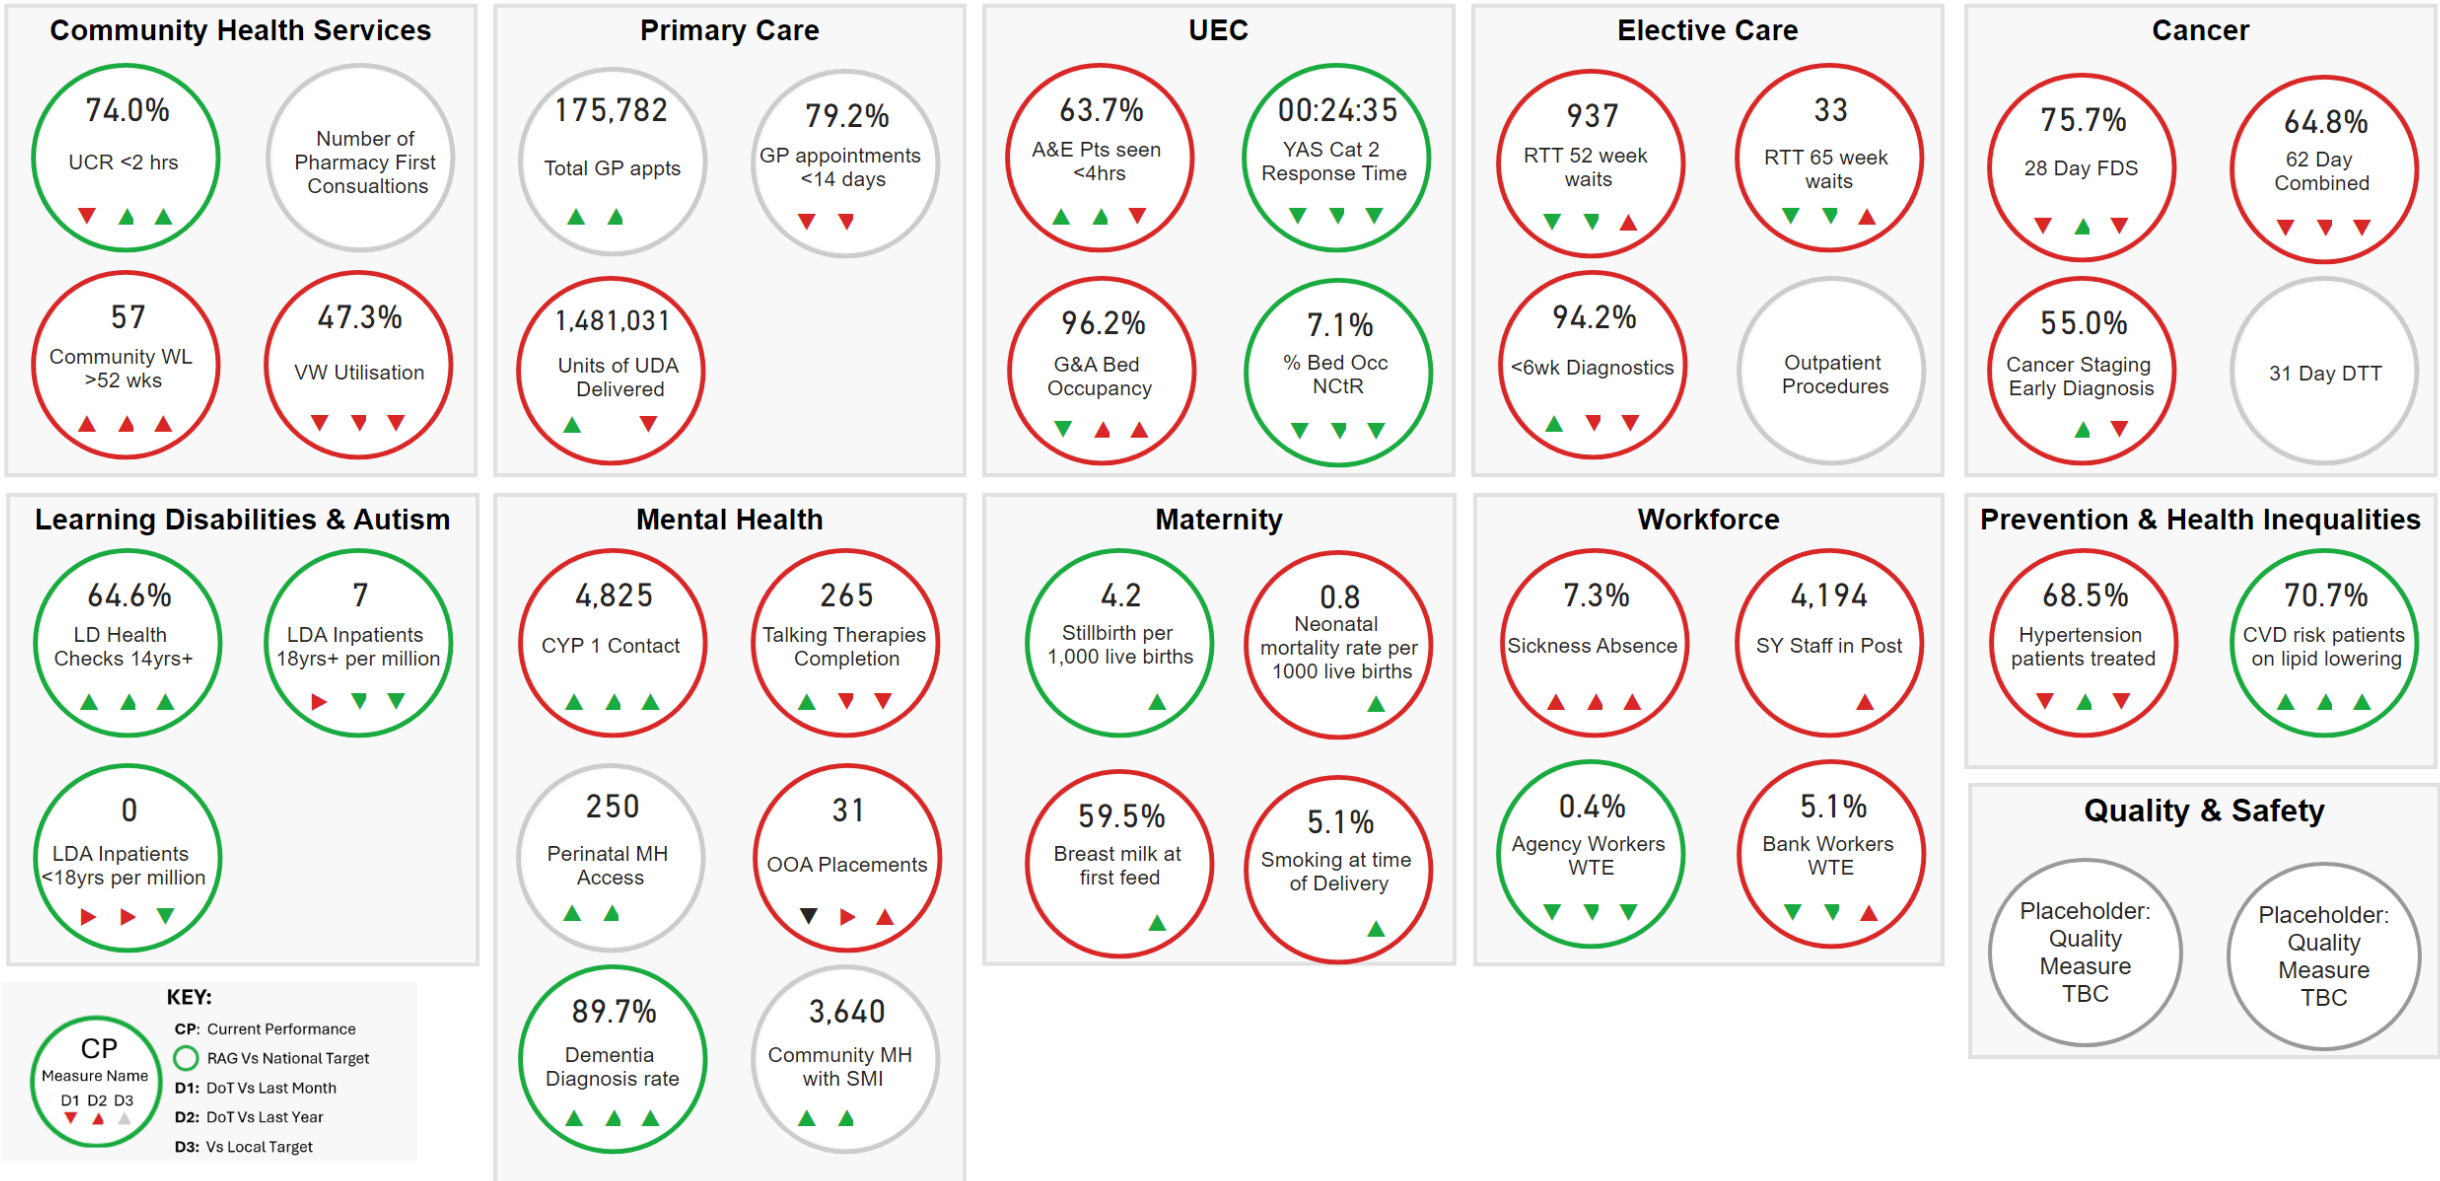 Community Health Services
74.0%
UCR <2 hrs
Number of
Pharmacy First
Consualtions
57
Community WL
>52 wks
47.3%
VW Utilisation
Primary Care
175,782
Total GP appts
79.2%
GP appointments
<14 days
1,481,031
Units of UDA
Delivered
UEC
63.7%
A&E Pts seen
<4hrs
00:24:35
YAS Cat 2
Response Time
96.2%
G&A Bed
Occupancy
7.1%
% Bed Occ
NCtR
Elective Care
937
RTT 52 week
waits
33
RTT 65 week
waits
94.2%
<6wk Diagnostics
Outpatient
Procedures
Cancer
75.7%
28 Day FDS
64.8%
62 Day
Combined
55.0%
Cancer Staging
Early Diagnosis
31 Day DTT
Learning Disabilities & Autism
64.6%
LD Health
Checks 14yrs+
7
LDA Inpatients
18yrs+ per million
0
LDA Inpatients
<18yrs per million
Mental Health
4,825
CYP 1 Contact
265
Talking Therapies
Completion
250
Perinatal MH
Access
31
OOA Placements
89.7%
Dementia
Diagnosis rate
3,640
Community MH
with SMI
Maternity
4.2
Stillbirth per
1,000 live births
0.8
Neonatal
mortality rate per
1000 live births
59.5%
Breast milk at
first feed
5.1%
Smoking at time
of Delivery
Workforce
7.3%
Sickness Absence
4,194
SY Staff in Post
0.4%
Agency Workers
WTE
5.1%
Bank Workers
WTE
Prevention & Health Inequalities
68.5%
Hypertension
patients treated
70.7%
CVD risk patients
on lipid lowering
Quality & Safety
Placeholder:
Quality
Measure
TBC
Placeholder:
Quality
Measure
TBC
KEY:
CP
Measure Name
D1 D2 D3
CP: Current Performance
RAG Vs National Target
D1: DoT Vs Last Month
D2: DoT Vs Last Year
D3: Vs Local Target